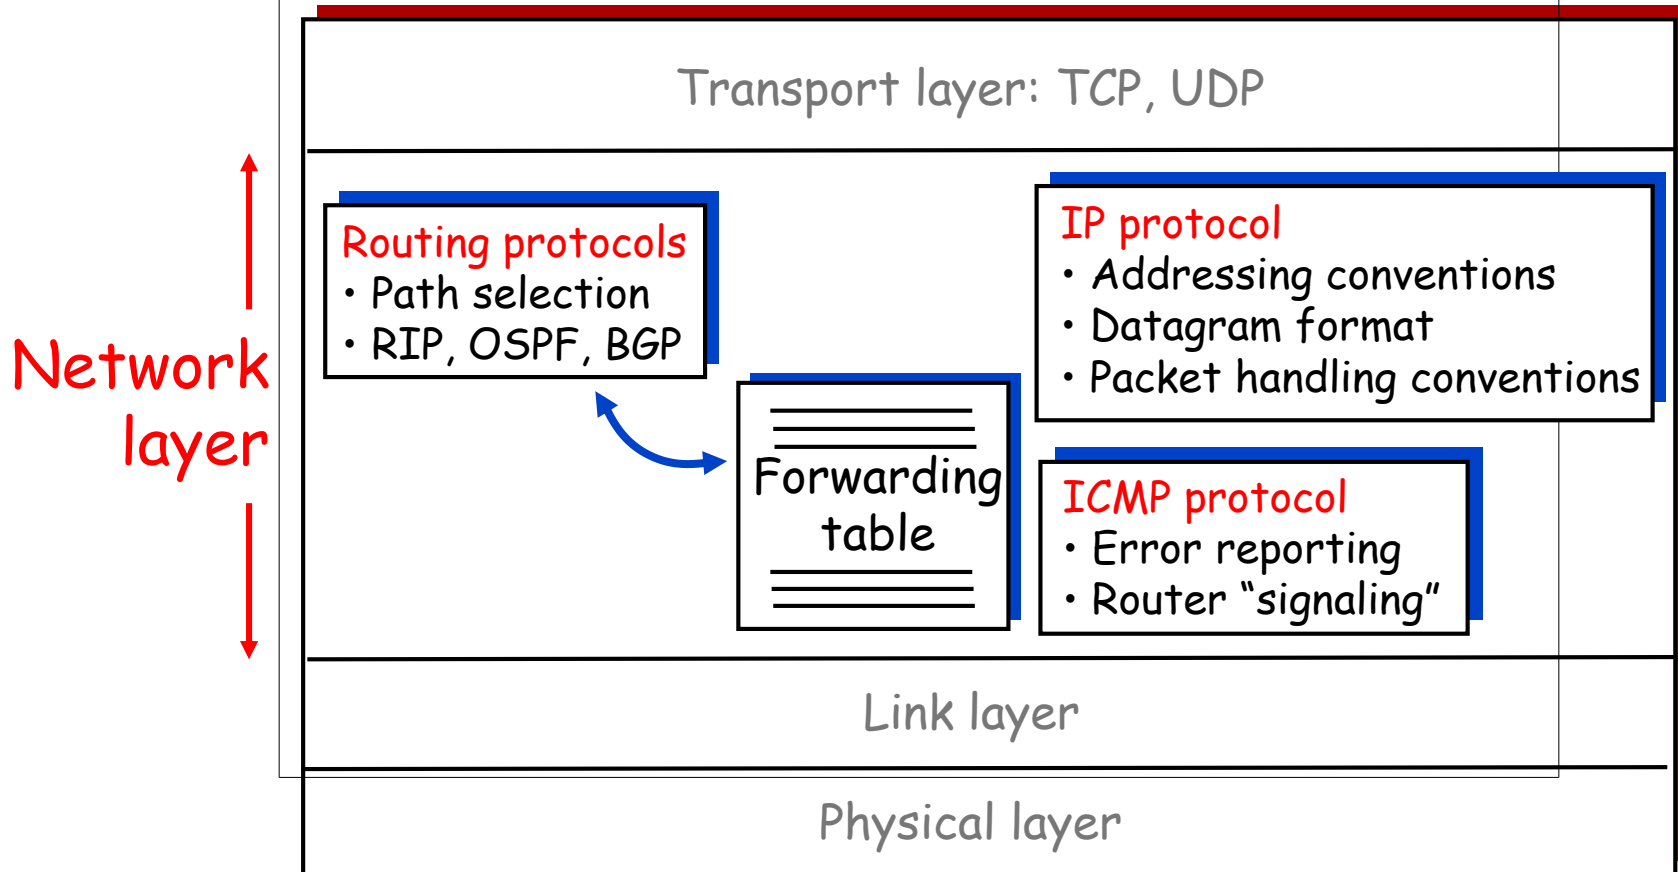 Transport layer: TCP, UDP
Network
layer
Routing protocols
• Path selection
• RIP, OSPF, BGP
Forwarding
table
IP protocol
• Addressing conventions
• Datagram format
• Packet handling conventions
ICMP protocol
• Error reporting
• Router “signaling”
Link layer
Physical layer